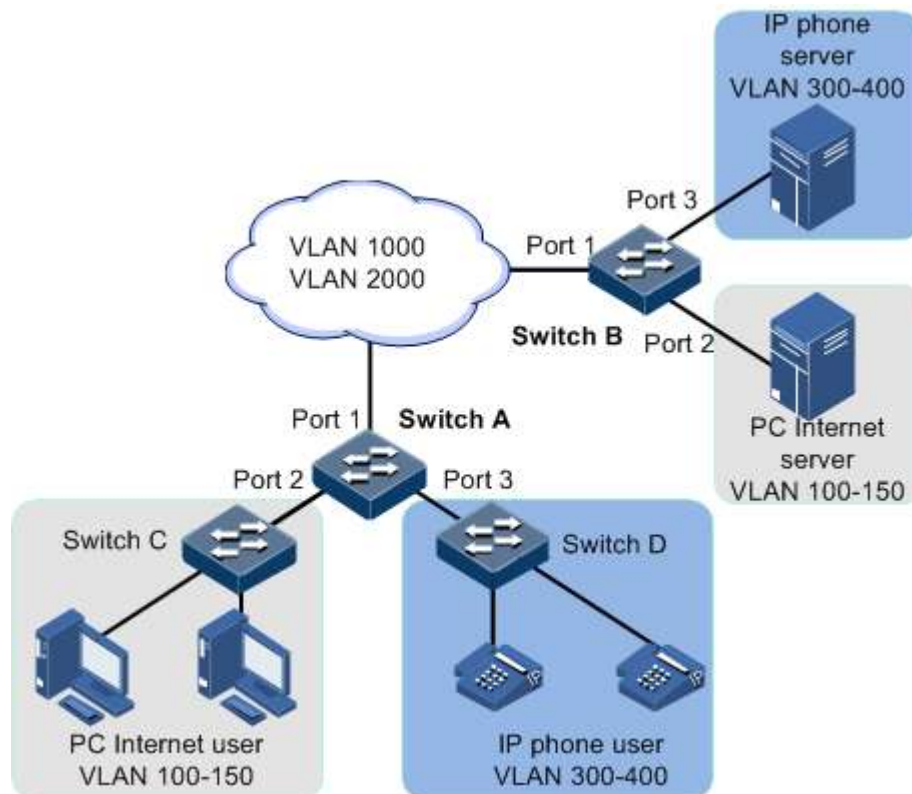 IP phone
server
VLAN 300-400
Port 3
VLAN 1000
VLAN 2000
Port 1
Switch B
Port 2
PC Internet
server
VLAN 100-150
Port 1
Switch A
Port 2
Port 3
Switch C
Switch D
PC Internet user
VLAN 100-150
IP phone user
VLAN 300-400